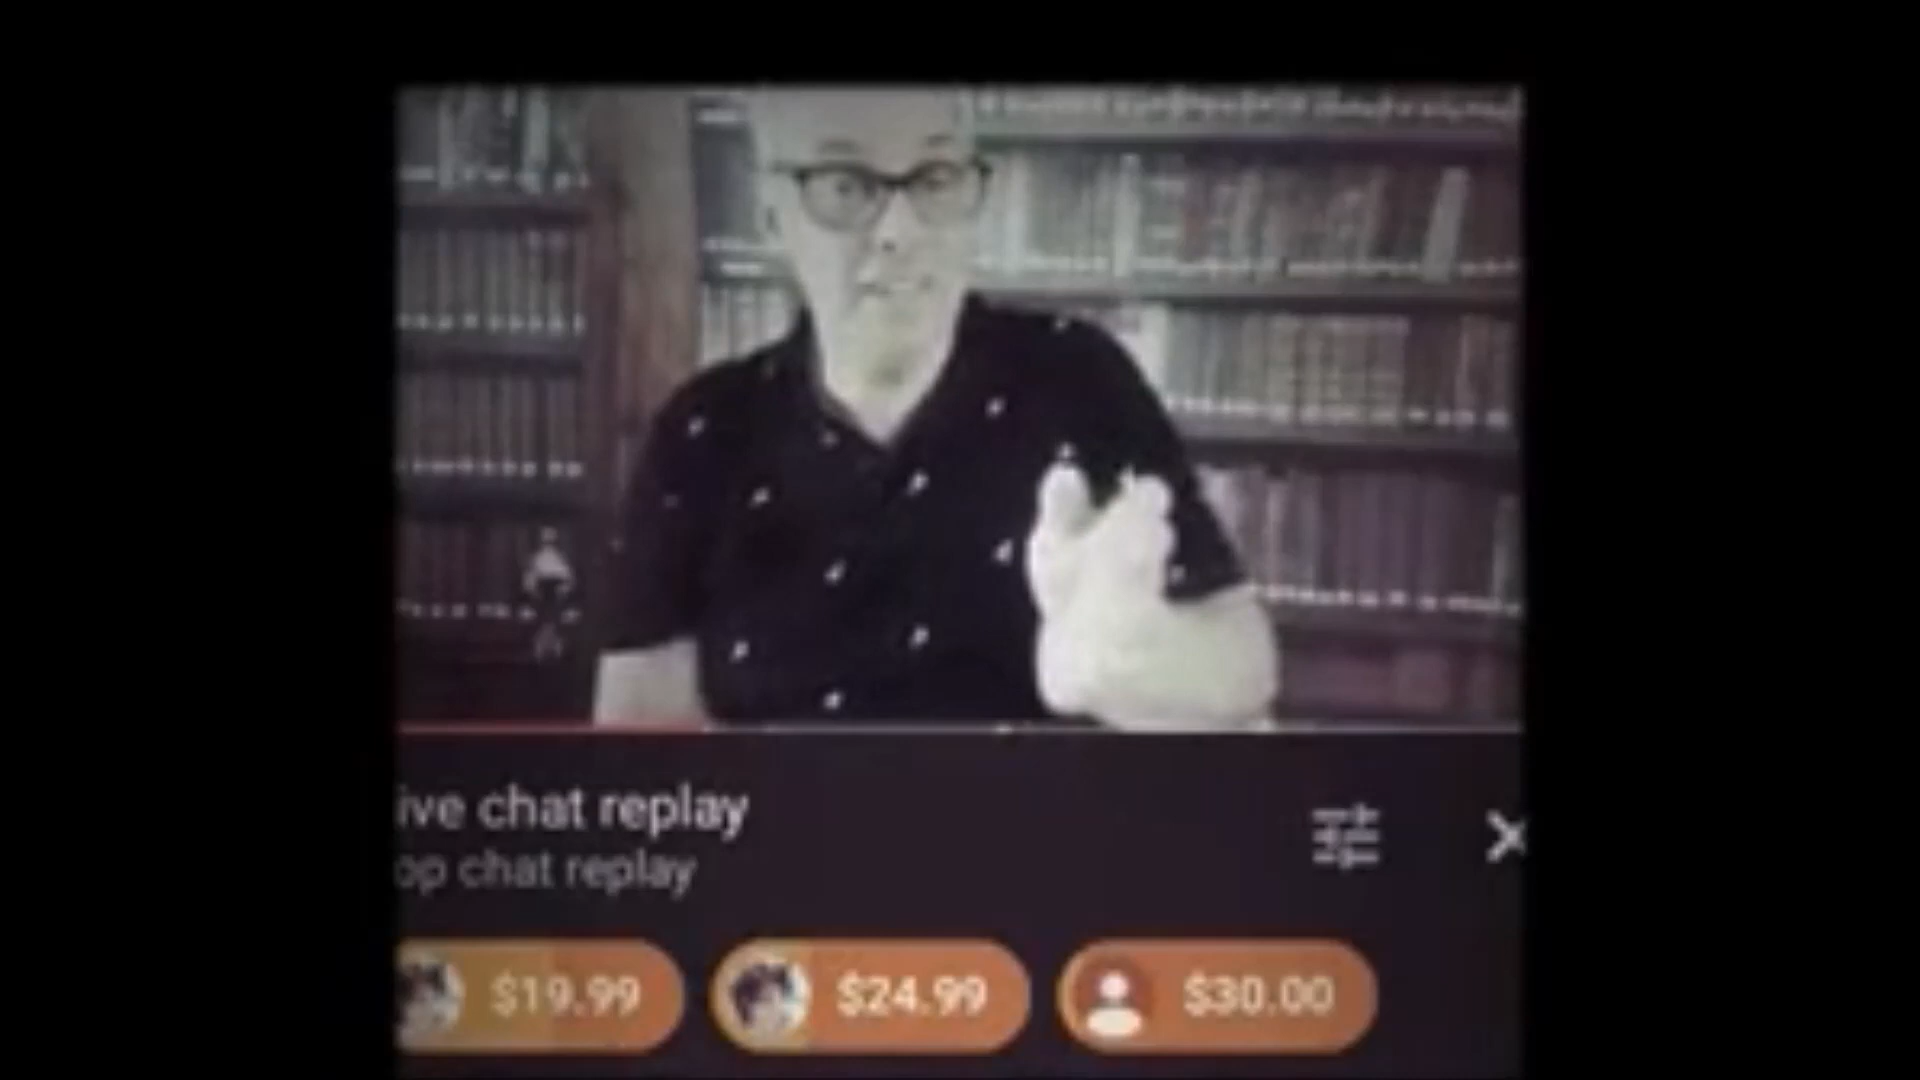 ive chat replay
op chat replay
$19.99 $24.99 $30.00